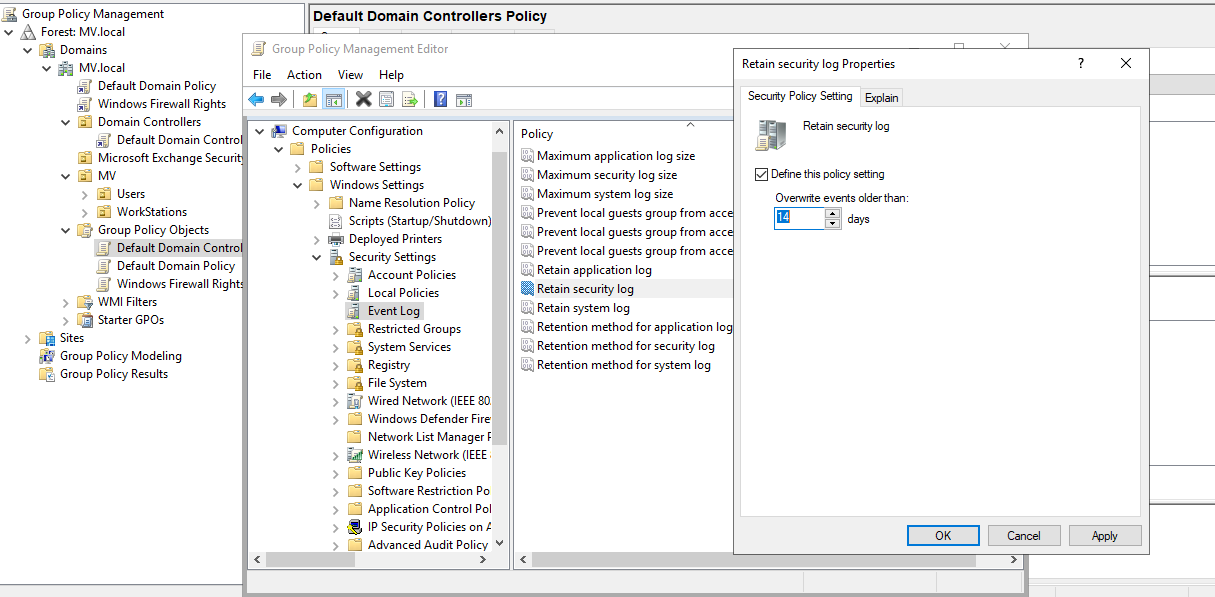 Group Policy Management
Forest: MV.local
Domains
MV.local
Default Domain Policy
Windows Firewall Rights
Domain Controllers
Default Domain Control
Microsoft Exchange Security
MV
Users
WorkStations
Group Policy Objects
Default Domain Control
Default Domain Policy
Windows Firewall Rights
WMI Filters
Starter GPOs
Sites
Group Policy Modeling
Group Policy Results
Default Domain Controllers Policy
Group Policy Management Editor
File Action View Help
Computer Configuration
Policies
Software Settings
Windows Settings
Name Resolution Policy
Scripts (Startup/Shutdown)
Deployed Printers
Security Settings
Account Policies
Local Policies
Event Log
Restricted Groups
System Services
Registry
File System
Wired Network (IEEE 80
Windows Defender Fire
Network List Manager P
Wireless Network (IEEE
Public Key Policies
Software Restriction Po
Application Control Pol
IP Security Policies on A
Advanced Audit Policy
Policy
Maximum application log size
Maximum security log size
Maximum system log size
Prevent local guests group from acce
Prevent local guests group from acce
Prevent local guests group from acce
Retain application log
Retain security log
Retain system log
Retention method for application log
Retention method for security log
Retention method for system log
Retain security log Properties
?
Security Policy Setting Explain
Retain security log
Define this policy setting
Overwrite events older than:
14 days
OK Cancel Apply